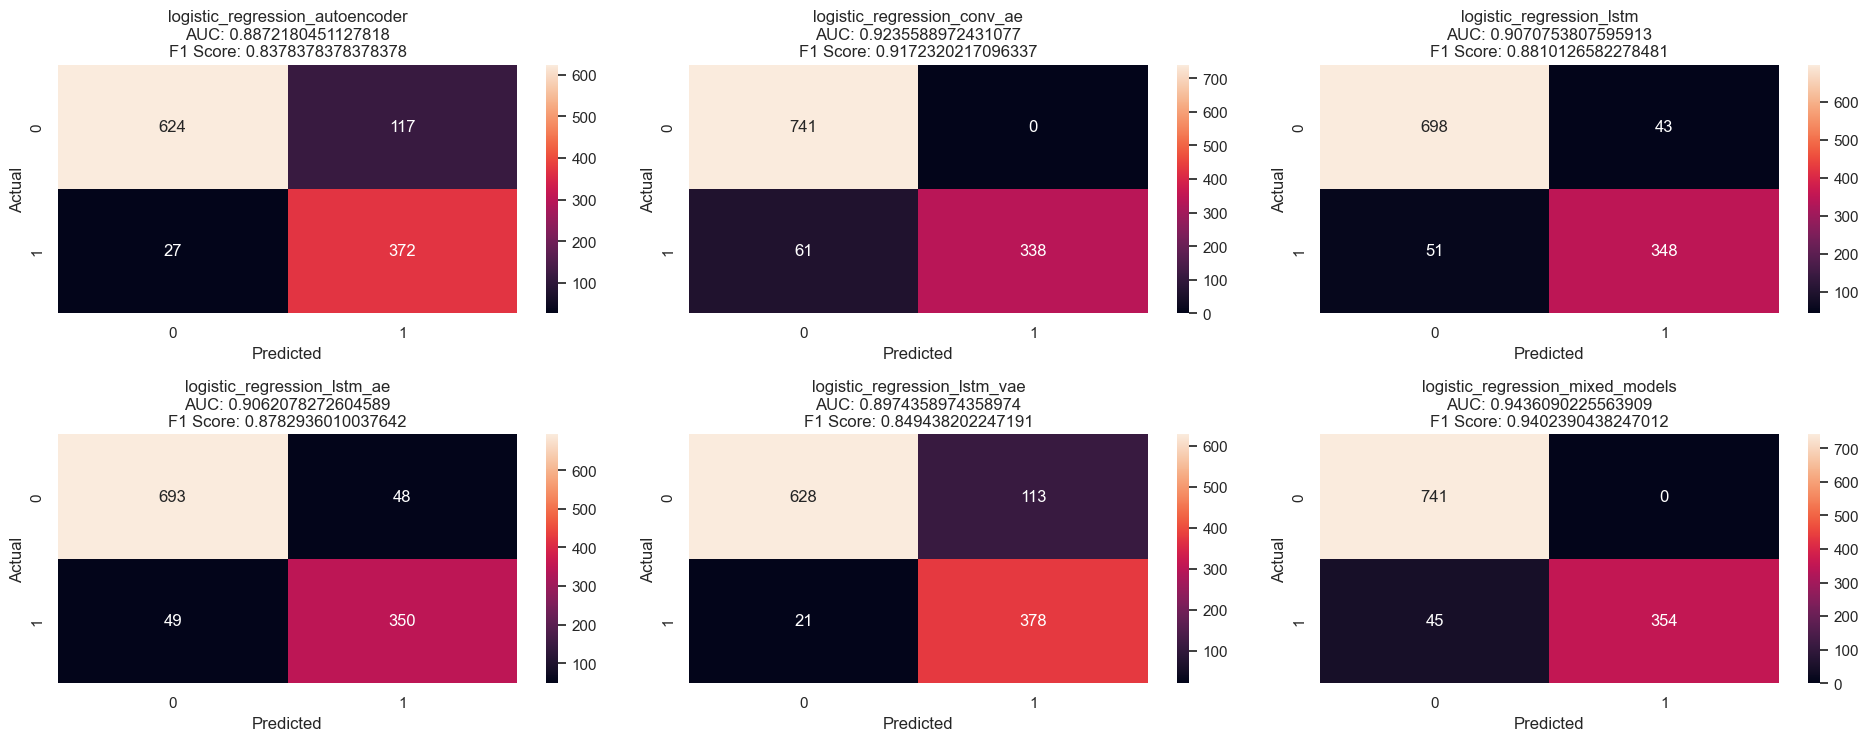 logistic_regression_autoencoder
AUC: 0.8872180451127818
F1 Score: 0.8378378378378378
0
624
117
1
27
372
Actual
0
1
Predicted
600
500
400
300
200
100
logistic_regression_conv_ae
AUC: 0.9235588972431077
F1 Score: 0.9172320217096337
0
741
0
1
61
338
Actual
0
1
Predicted
700
600
500
400
300
200
100
0
logistic_regression_lstm
AUC: 0.9070753807595913
F1 Score: 0.8810126582278481
0
698
43
1
51
348
Actual
0
1
Predicted
600
500
400
300
200
100
logistic_regression_lstm_ae
AUC: 0.9062078272604589
F1 Score: 0.8782936010037642
0
693
48
1
49
350
Actual
0
1
Predicted
600
500
400
300
200
100
logistic_regression_lstm_vae
AUC: 0.8974358974358974
F1 Score: 0.849438202247191
0
628
113
1
21
378
Actual
0
1
Predicted
600
500
400
300
200
100
logistic_regression_mixed_models
AUC: 0.9436090225563909
F1 Score: 0.9402390438247012
0
741
0
1
45
354
Actual
0
1
Predicted
700
600
500
400
300
200
100
0